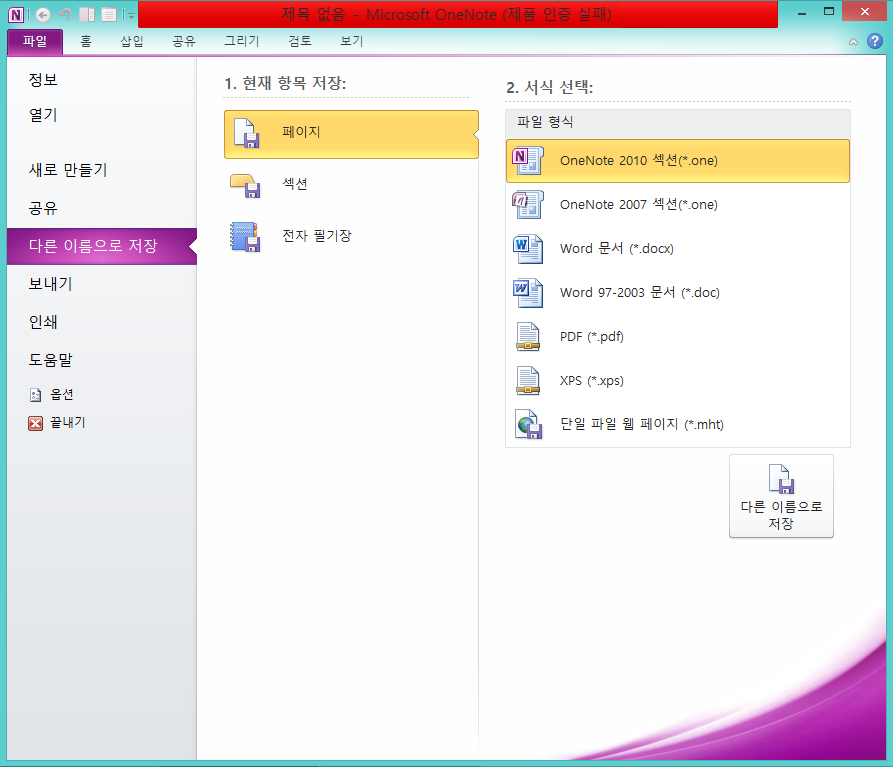 제목 없음 - Microsoft OneNote (제품 인증 실패)
파일 홈 삽입 공유 그리기 검토 보기
정보
열기
새로 만들기
공유
다른 이름으로 저장
보내기
인쇄
도움말
옵션
끝내기
1. 현재 항목 저장:
페이지
섹션
전자 필기장
2. 서식 선택:
파일 형식
OneNote 2010 섹션(*.one)
OneNote 2007 섹션(*.one)
Word 문서 (*.docx)
Word 97-2003 문서 (*.doc)
PDF (*.pdf)
XPS (*.xps)
단일 파일 웹 페이지 (*.mht)
다른 이름으로
저장